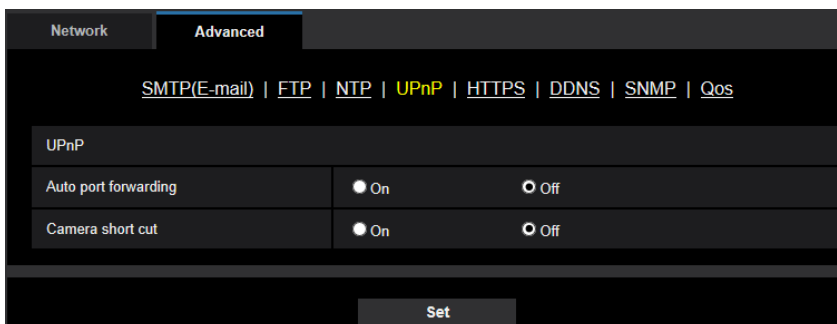 Network Advanced
SMTP(E-mail) | FTP | NTP | UPnP | HTTPS | DDNS | SNMP | Qos
UPnP
Auto port forwarding On Off
Camera short cut On Off
Set